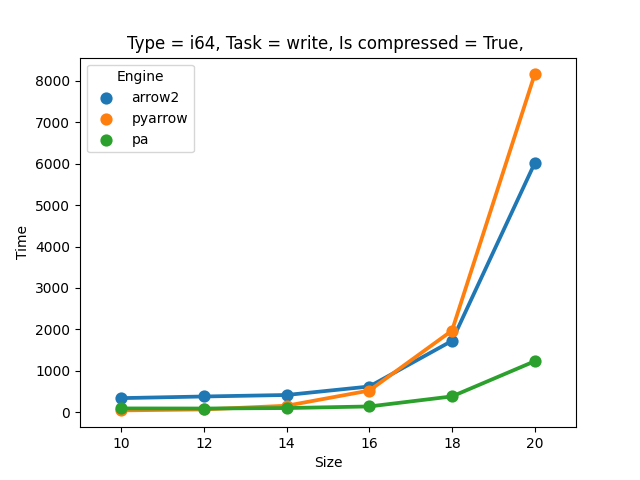 Type = i64, Task = write, Is compressed = True,
Engine
arrow2
pyarrow
pa
Time
8000
7000
6000
5000
4000
3000
2000
1000
0
10 12 14 16 18 20
Size